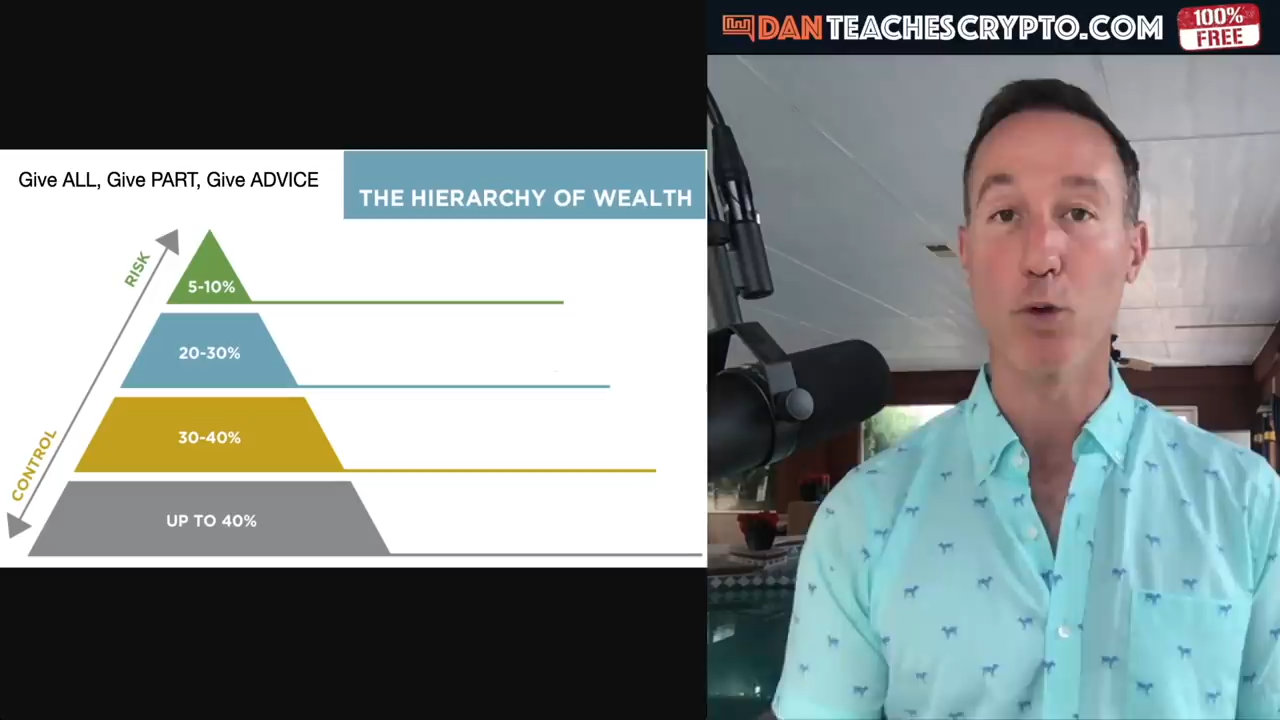 Give ALL, Give PART, Give ADVICE
THE HIERARCHY OF WEALTH
RISK
5-10%
20-30%
30-40%
CONTROL
UP TO 40%
DANTEACHESCRYPTO.COM
100%
FREE